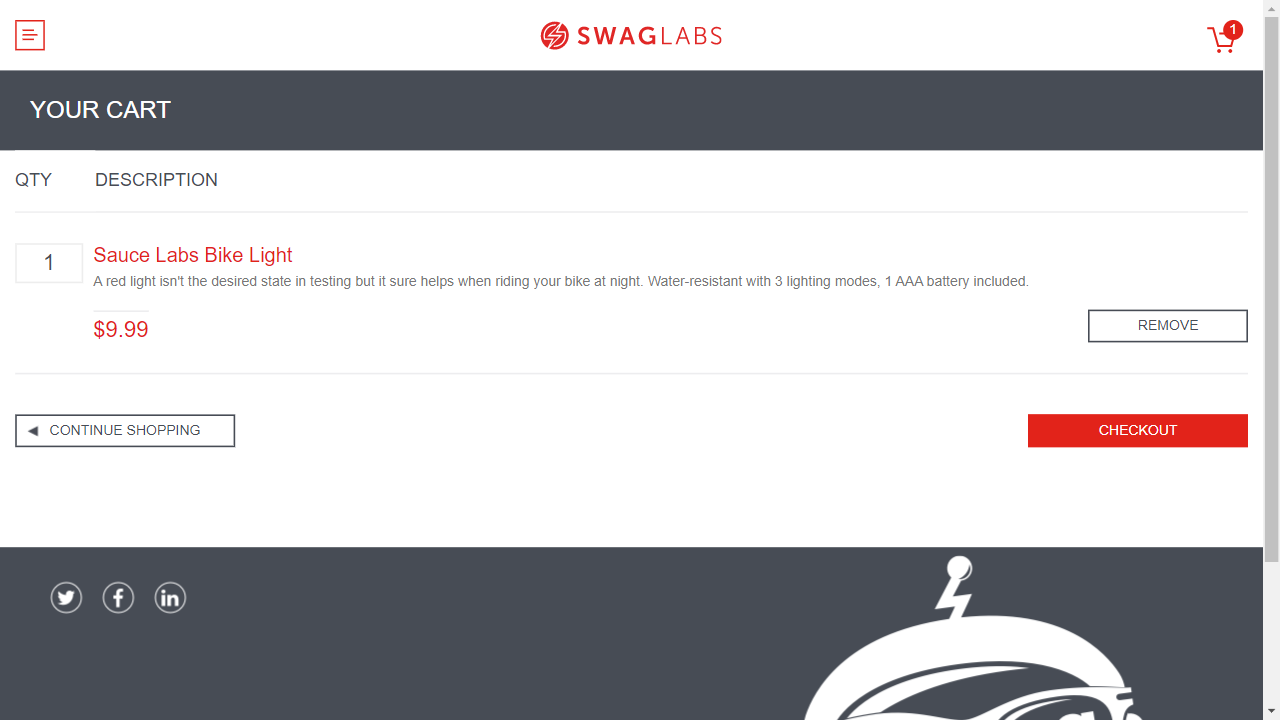 SWAGLABS
1
YOUR CART
QTY DESCRIPTION
1
Sauce Labs Bike Light
A red light isn't the desired state in testing but it sure helps when riding your bike at night. Water-resistant with 3 lighting modes, 1 AAA battery included.
$9.99
REMOVE
CONTINUE SHOPPING
CHECKOUT